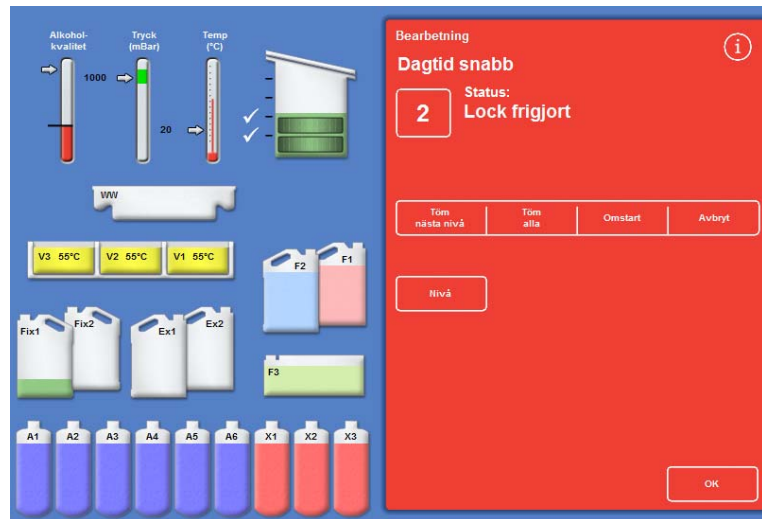 Alkohol-
kvalitet
Tryck
(mBar)
Temp
(°C)
1000
20
WW
V3 55°C
V2 55°C
V1 55°C
F2
F1
Fix1
Fix2
Ex1
Ex2
F3
A1
A2
A3
A4
A5
A6
X1
X2
X3
Bearbetning
i
Dagtid snabb
2
Status:
Lock frigjort
Töm
nästa nivå
Töm
alla
Omstart
Avbryt
Nivå
OK